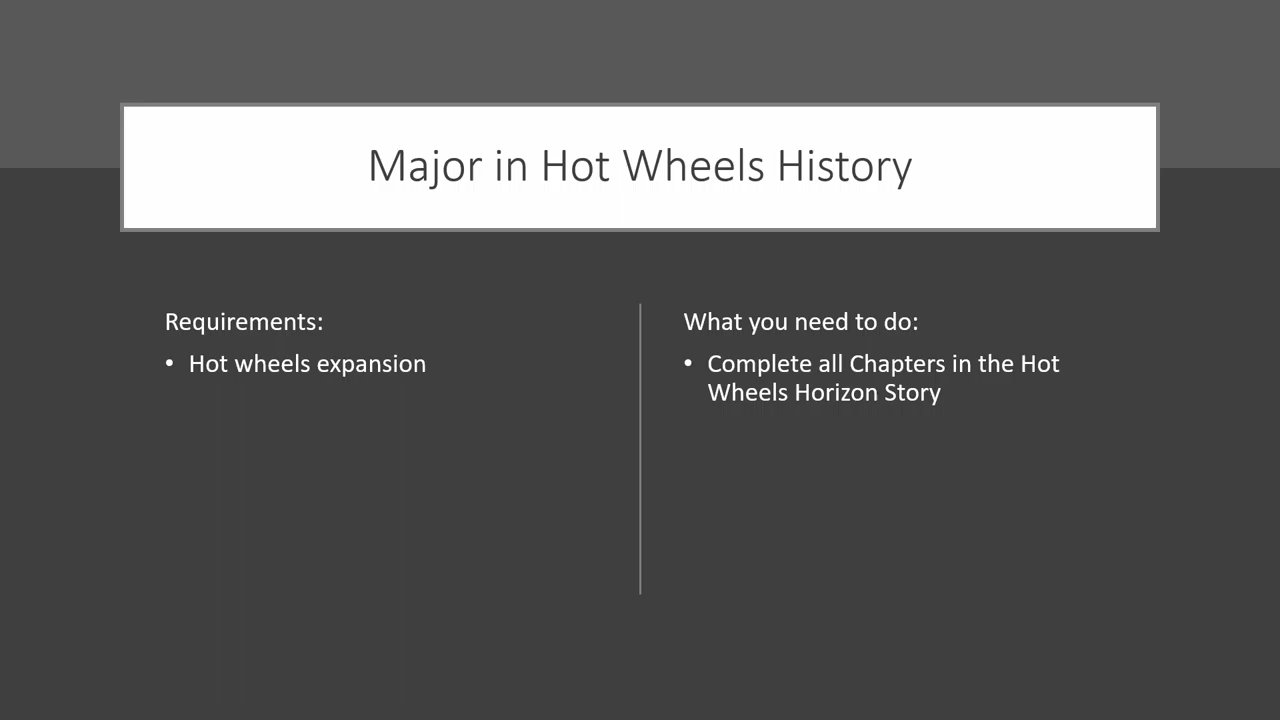 Major in Hot Wheels History
Requirements:
• Hot wheels expansion
What you need to do:
• Complete all Chapters in the Hot
Wheels Horizon Story